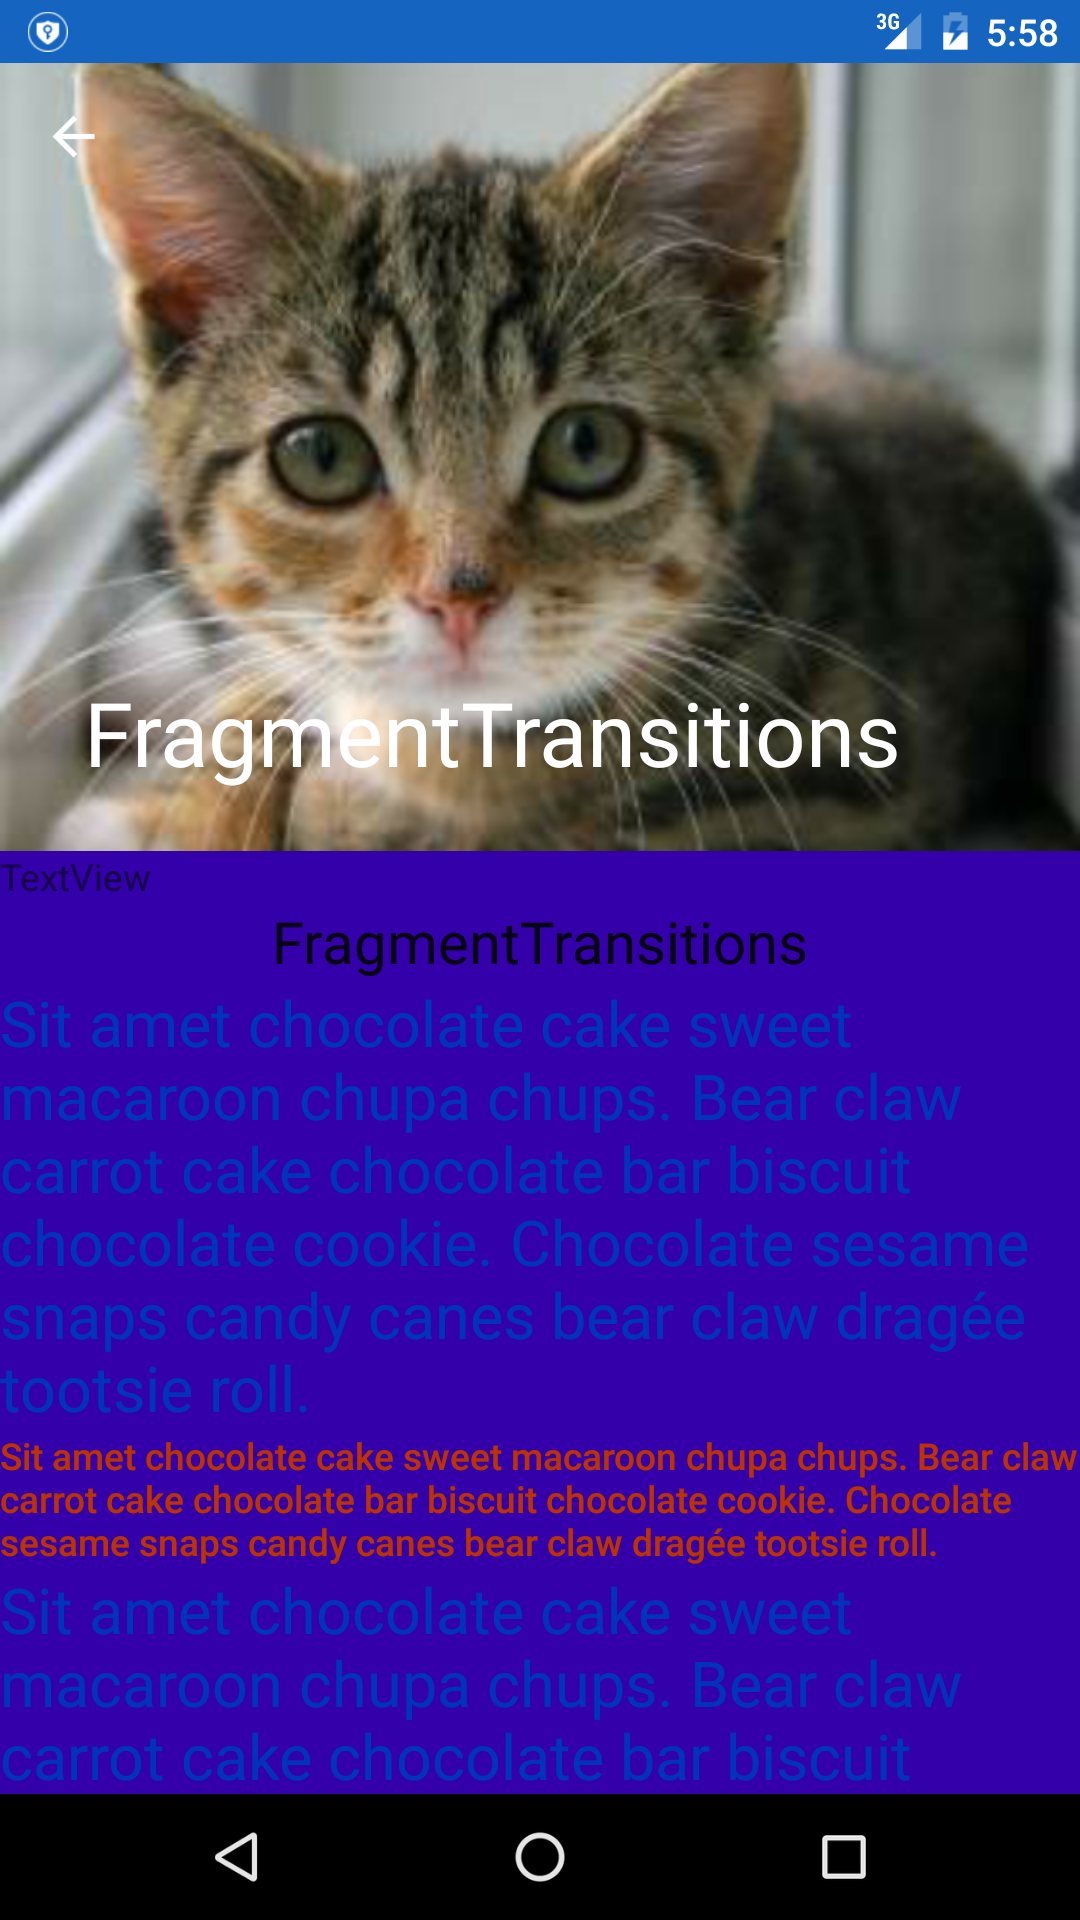 3G 5:58
FragmentTransitions
TextView
FragmentTransitions
Sit amet chocolate cake sweet
macaroon chupa chups. Bear claw
carrot cake chocolate bar biscuit
chocolate cookie. Chocolate sesame
snaps candy canes bear claw dragée
tootsie roll.
Sit amet chocolate cake sweet macaroon chupa chups. Bear claw
carrot cake chocolate bar biscuit chocolate cookie. Chocolate
sesame snaps candy canes bear claw dragée tootsie roll.
Sit amet chocolate cake sweet
macaroon chupa chups. Bear claw
carrot cake chocolate bar biscuit